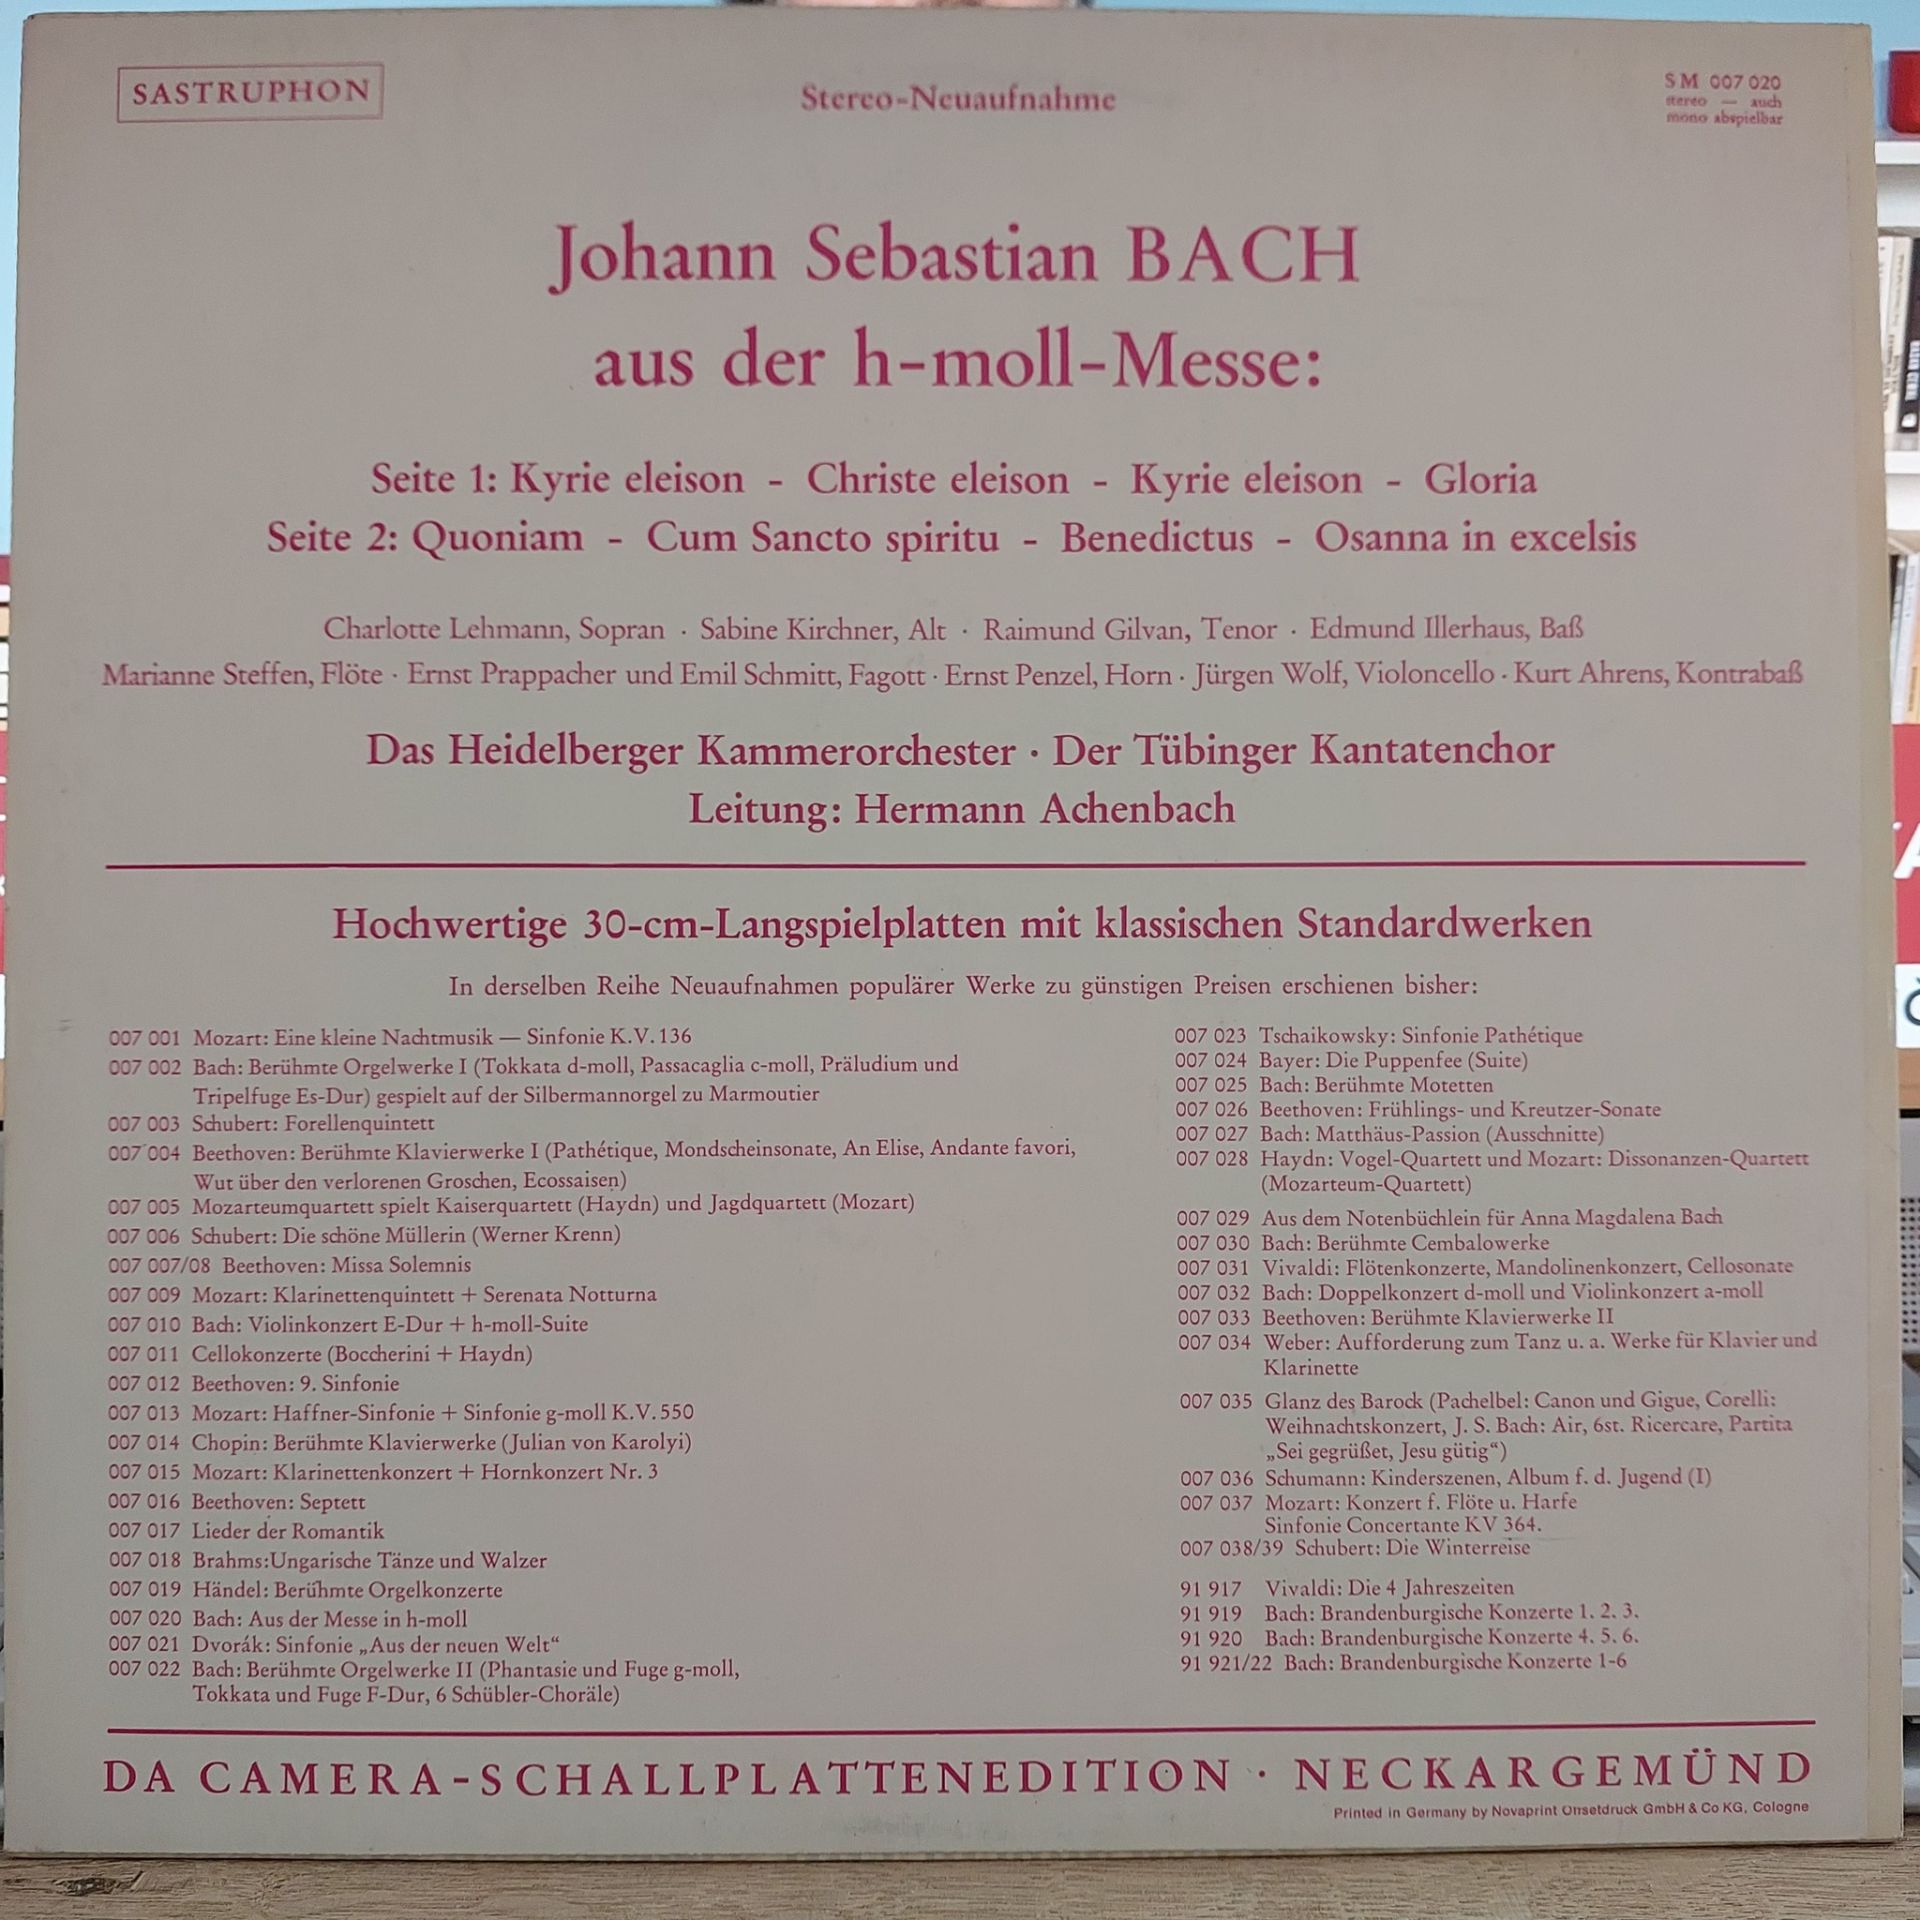 SASTRUPHON
Stereo-Neuaufnahme
SM 007 020
stereo — auch
mono abspielbar
Johann Sebastian BACH
aus der h-moll-Messe:
Seite 1: Kyrie eleison - Christe eleison - Kyrie eleison - Gloria
Seite 2: Quoniam - Cum Sancto spiritu - Benedictus - Osanna in excelsis
Charlotte Lehmann, Sopran · Sabine Kirchner, Alt · Raimund Gilvan, Tenor · Edmund Illerhaus, Baß
Marianne Steffen, Flöte · Ernst Prappacher und Emil Schmitt, Fagott · Ernst Penzel, Horn · Jürgen Wolf, Violoncello · Kurt Ahrens, Kontrabaß
Das Heidelberger Kammerorchester · Der Tübinger Kantatenchor
Leitung: Hermann Achenbach
Hochwertige 30-cm-Langspielplatten mit klassischen Standardwerken
In derselben Reihe Neuaufnahmen populärer Werke zu günstigen Preisen erschienen bisher:
007 001 Mozart: Eine kleine Nachtmusik — Sinfonie K.V. 136
007 002 Bach: Berühmte Orgelwerke I (Tokkata d-moll, Passacaglia c-moll, Präludium und
Tripelfuge Es-Dur) gespielt auf der Silbermannorgel zu Marmoutier
007 003 Schubert: Forellenquintett
007 004 Beethoven: Berühmte Klavierwerke I (Pathétique, Mondscheinsonate, An Elise, Andante favori,
Wut über den verlorenen Groschen, Ecossaisen)
007 005 Mozarteumquartett spielt Kaiserquartett (Haydn) und Jagdquartett (Mozart)
007 006 Schubert: Die schöne Müllerin (Werner Krenn)
007 007/08 Beethoven: Missa Solemnis
007 009 Mozart: Klarinettenquintett + Serenata Notturna
007 010 Bach: Violinkonzert E-Dur + h-moll-Suite
007 011 Cellokonzerte (Boccherini + Haydn)
007 012 Beethoven: 9. Sinfonie
007 013 Mozart: Haffner-Sinfonie + Sinfonie g-moll K.V. 550
007 014 Chopin: Berühmte Klavierwerke (Julian von Karolyi)
007 015 Mozart: Klarinettenkonzert + Hornkonzert Nr. 3
007 016 Beethoven: Septett
007 017 Lieder der Romantik
007 018 Brahms:Ungarische Tänze und Walzer
007 019 Händel: Berühmte Orgelkonzerte
007 020 Bach: Aus der Messe in h-moll
007 021 Dvorák: Sinfonie „Aus der neuen Welt“
007 022 Bach: Berühmte Orgelwerke II (Phantasie und Fuge g-moll,
Tokkata und Fuge F-Dur, 6 Schübler-Choräle)
007 023 Tschaikowsky: Sinfonie Pathétique
007 024 Bayer: Die Puppenfee (Suite)
007 025 Bach: Berühmte Motetten
007 026 Beethoven: Frühlings- und Kreutzer-Sonate
007 027 Bach: Matthäus-Passion (Ausschnitte)
007 028 Haydn: Vogel-Quartett und Mozart: Dissonanzen-Quartett
(Mozarteum-Quartett)
007 029 Aus dem Notenbüchlein für Anna Magdalena Bach
007 030 Bach: Berühmte Cembalowerke
007 031 Vivaldi: Flötenkonzerte, Mandolinenkonzert, Cellosonate
007 032 Bach: Doppelkonzert d-moll und Violinkonzert a-moll
007 033 Beethoven: Berühmte Klavierwerke II
007 034 Weber: Aufforderung zum Tanz u. a. Werke für Klavier und
Klarinette
007 035 Glanz des Barock (Pachelbel: Canon und Gigue, Corelli:
Weihnachtskonzert, J. S. Bach: Air, 6st. Ricercare, Partita
„Sei gegrüßet, Jesu gütig“)
007 036 Schumann: Kinderszenen, Album f. d. Jugend (I)
007 037 Mozart: Konzert f. Flöte u. Harfe
Sinfonie Concertante KV 364.
007 038/39 Schubert: Die Winterreise
91 917 Vivaldi: Die 4 Jahreszeiten
91 919 Bach: Brandenburgische Konzerte 1. 2. 3.
91 920 Bach: Brandenburgische Konzerte 4. 5. 6.
91 921/22 Bach: Brandenburgische Konzerte 1-6
DA CAMERA-SCHALLPLATTENEDITION · NECKARGEMÜND
Printed in Germany by Novaprint Offsetdruck GmbH & Co KG, Cologne